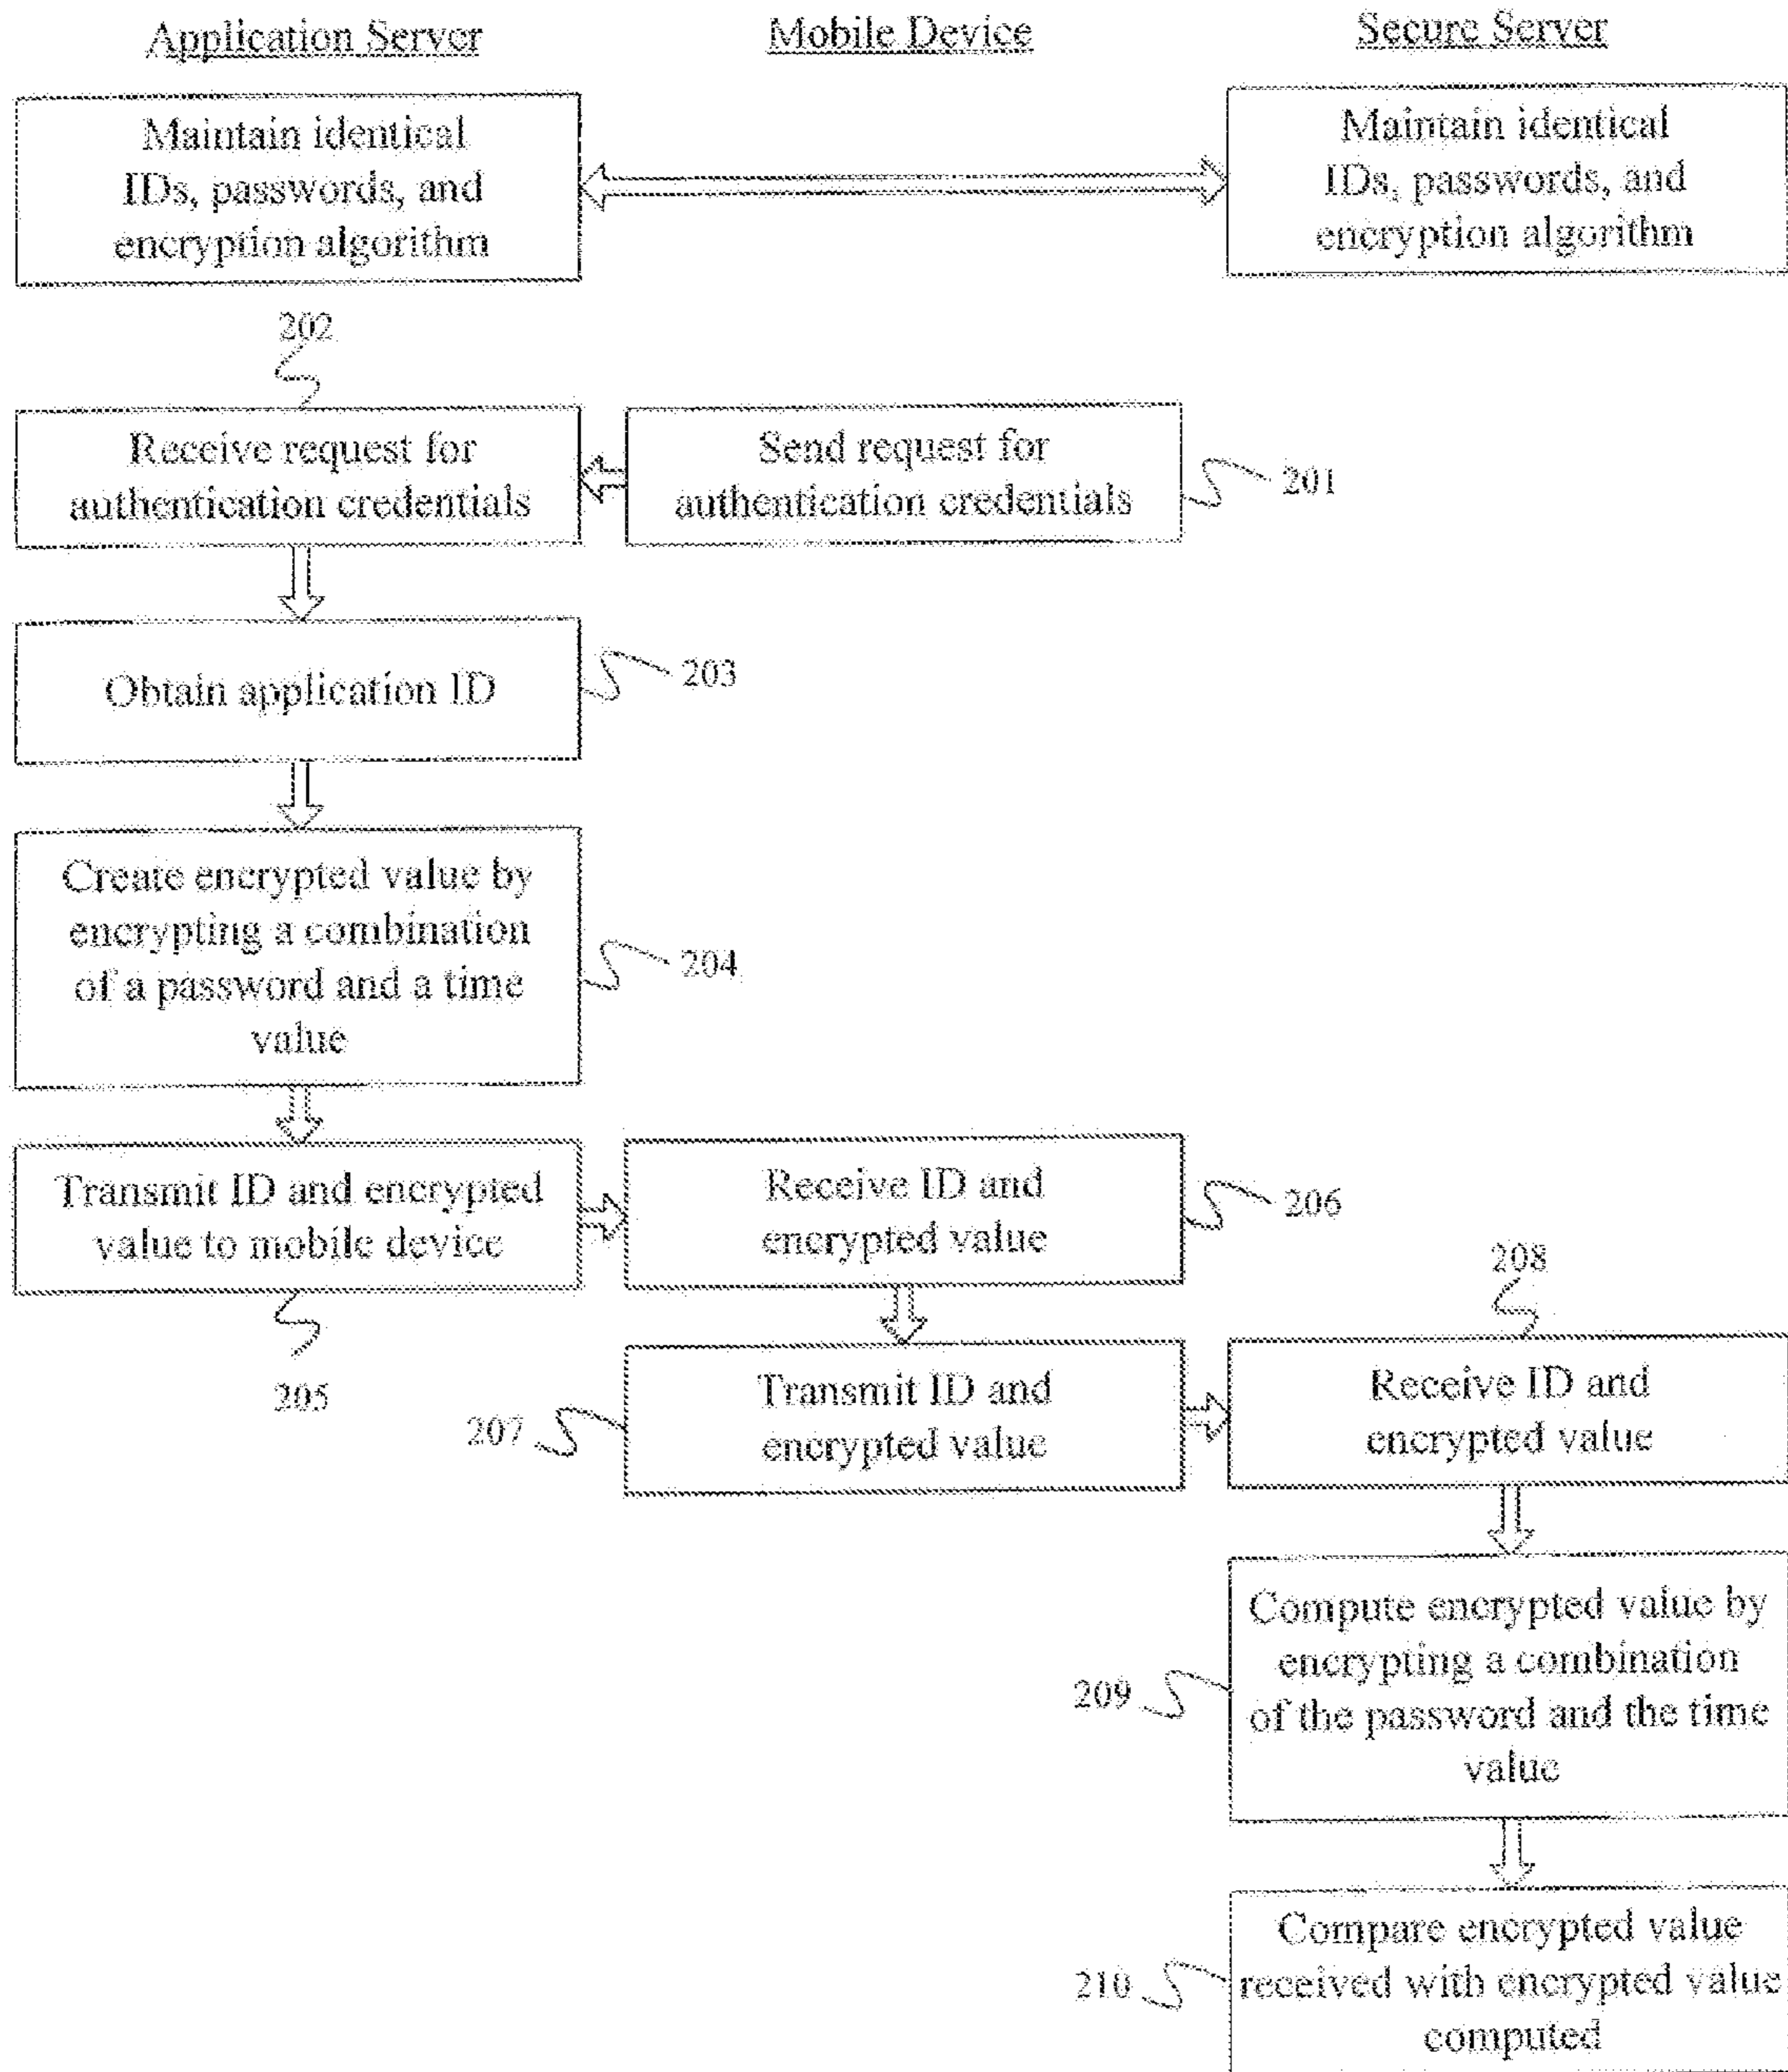 Application Server
Mobile Device
Secure Server
Maintain identical
IDs, passwords, and
encryption algorithm
Maintain identical
IDs, passwords, and
encryption algorithm
202
Receive request for
authentication credentials
Send request for
authentication credentials
201
Obtain application ID
203
Create encrypted value by
encrypting a combination
of a password and a time
value
204
Transmit ID and encrypted
value to mobile device
205
Receive ID and
encrypted value
206
207
Transmit ID and
encrypted value
208
Receive ID and
encrypted value
209
Compute encrypted value by
encrypting a combination
of the password and the time
value
210
Compare encrypted value
received with encrypted value
computed